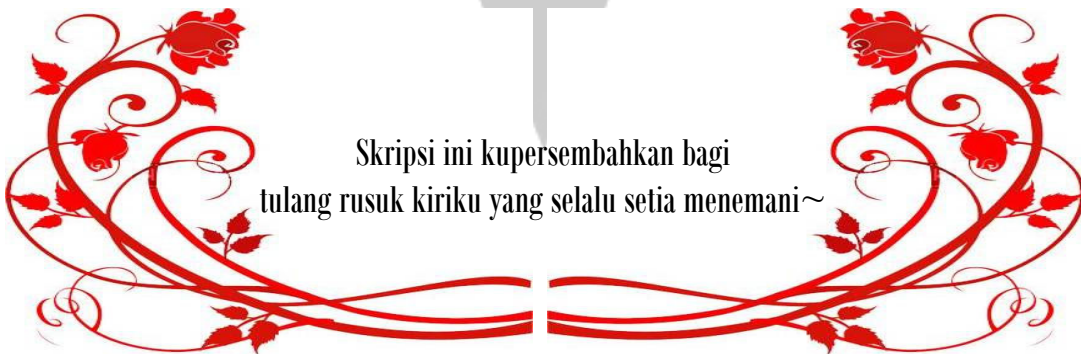 Skripsi ini kupersembahkan bagi
tulang rusuk kiriku yang selalu setia menemani~